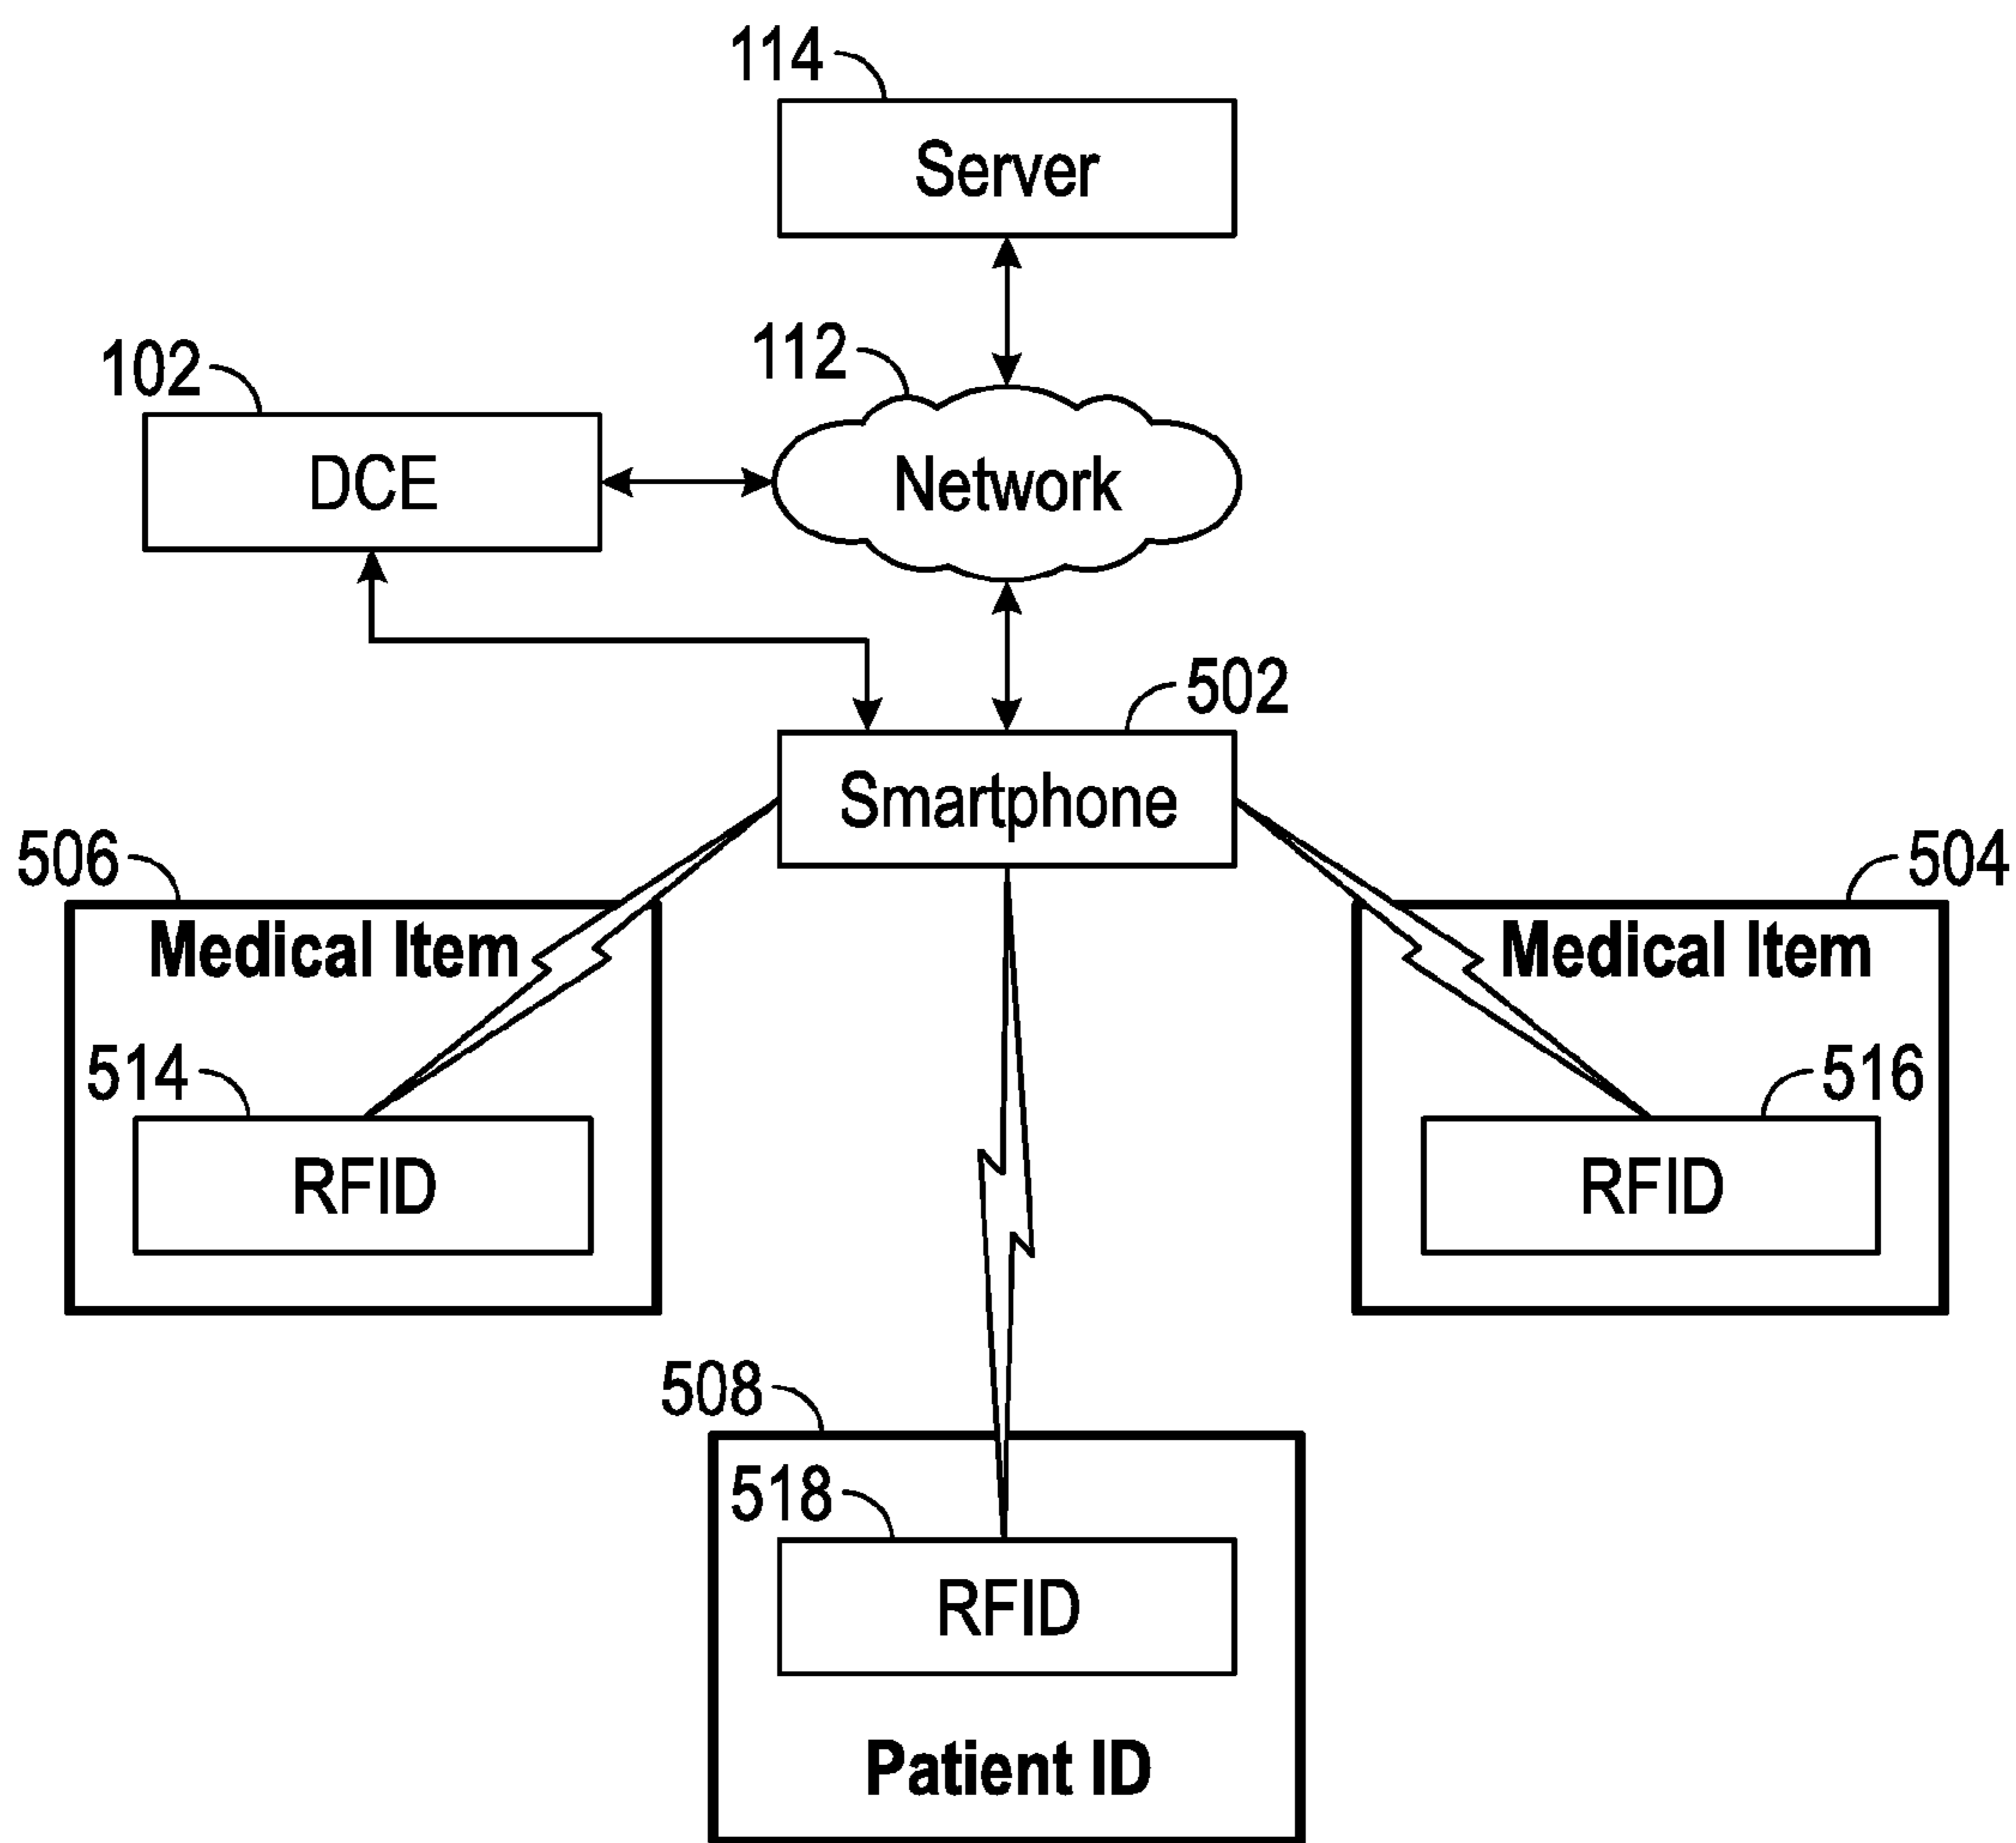 114
Server
112
102
DCE
Network
502
Smartphone
506
504
Medical Item
Medical Item
514
516
RFID
RFID
508
518
RFID
Patient ID